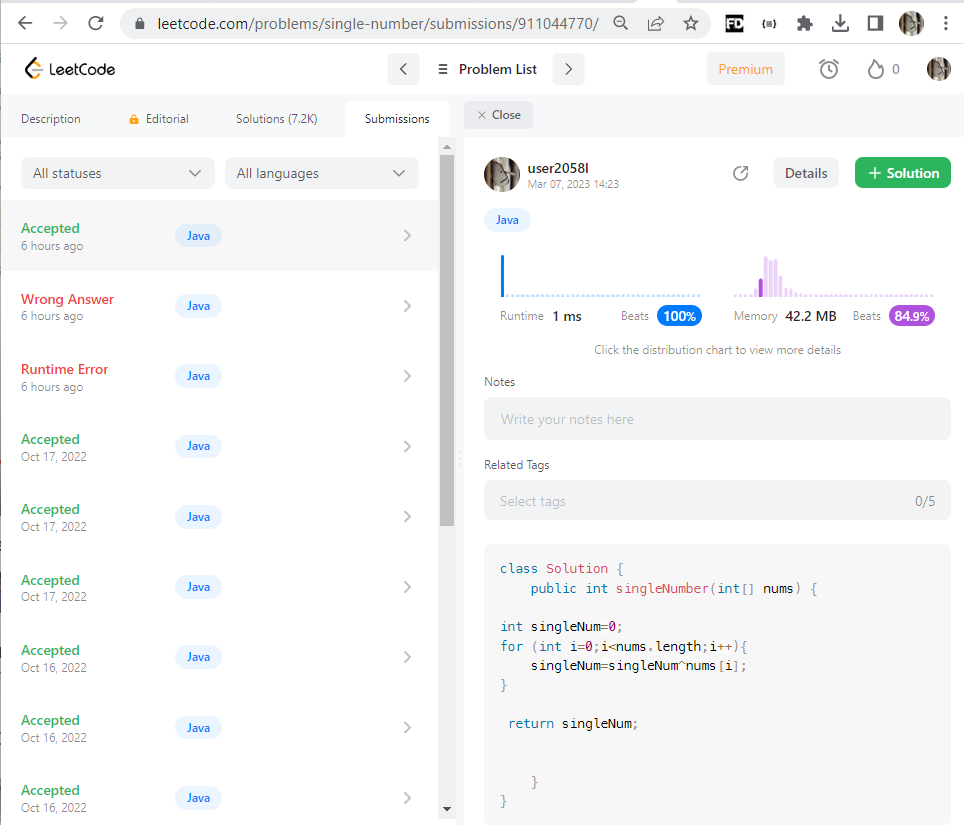 leetcode.com/problems/single-number/submissions/911044770/
FD
LeetCode
Problem List
Premium
0
Description
Editorial
Solutions (7.2K)
Submissions
Close
All statuses
All languages
Accepted
6 hours ago
Java
Wrong Answer
6 hours ago
Java
Runtime Error
6 hours ago
Java
Accepted
Oct 17, 2022
Java
Accepted
Oct 17, 2022
Java
Accepted
Oct 17, 2022
Java
Accepted
Oct 16, 2022
Java
Accepted
Oct 16, 2022
Java
Accepted
Oct 16, 2022
Java
user2058I
Mar 07, 2023 14:23
Details
+ Solution
Java
Runtime 1 ms Beats 100%
Memory 42.2 MB Beats 84.9%
Click the distribution chart to view more details
Notes
Write your notes here
Related Tags
Select tags 0/5
class Solution {
    public int singleNumber(int[] nums) {
int singleNum=0;
for (int i=0;i<nums.length;i++){
    singleNum=singleNum^nums[i];
}
 return singleNum;
    }
}